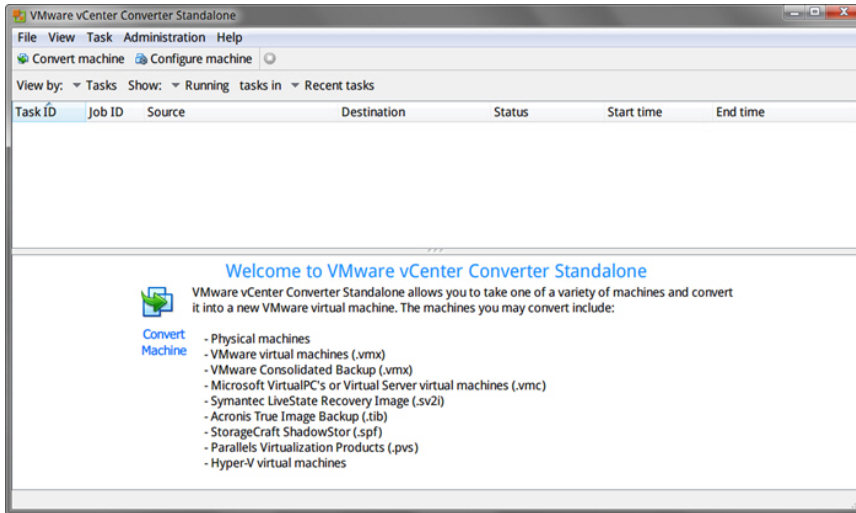 VMware vCenter Converter Standalone
File View Task Administration Help
Convert machine Configure machine
View by: Tasks Show: Running tasks in Recent tasks
Task ID Job ID Source Destination Status Start time End time
Welcome to VMware vCenter Converter Standalone
VMware vCenter Converter Standalone allows you to take one of a variety of machines and convert
it into a new VMware virtual machine. The machines you may convert include:
Convert
Machine
- Physical machines
- VMware virtual machines (.vmx)
- VMware Consolidated Backup (.vmx)
- Microsoft VirtualPC's or Virtual Server virtual machines (.vmc)
- Symantec LiveState Recovery Image (.sv2i)
- Acronis True Image Backup (.tib)
- StorageCraft ShadowStor (.spf)
- Parallels Virtualization Products (.pvs)
- Hyper-V virtual machines